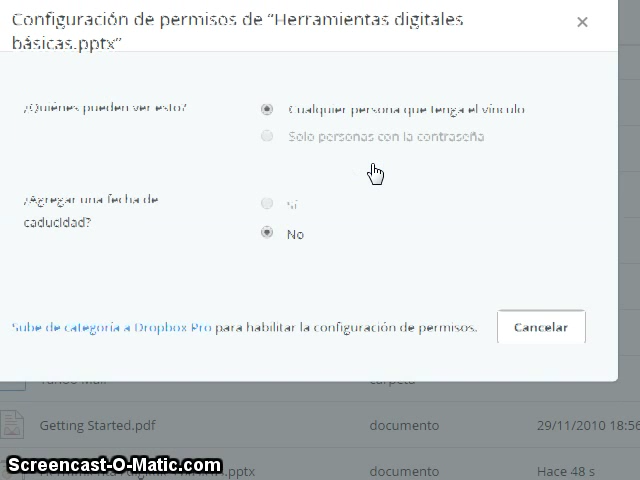 Configuración de permisos de “Herramientas digitales
básicas.pptx”
¿Quiénes pueden ver esto?
Cualquier persona que tenga el vínculo
Solo personas con la contraseña
¿Agregar una fecha de
caducidad?
Sí
No
Sube de categoría a Dropbox Pro para habilitar la configuración de permisos.
Cancelar
carpeta
Getting Started.pdf documento 29/11/2010 18:56
.pptx documento Hace 48 s
Screencast-O-Matic.com